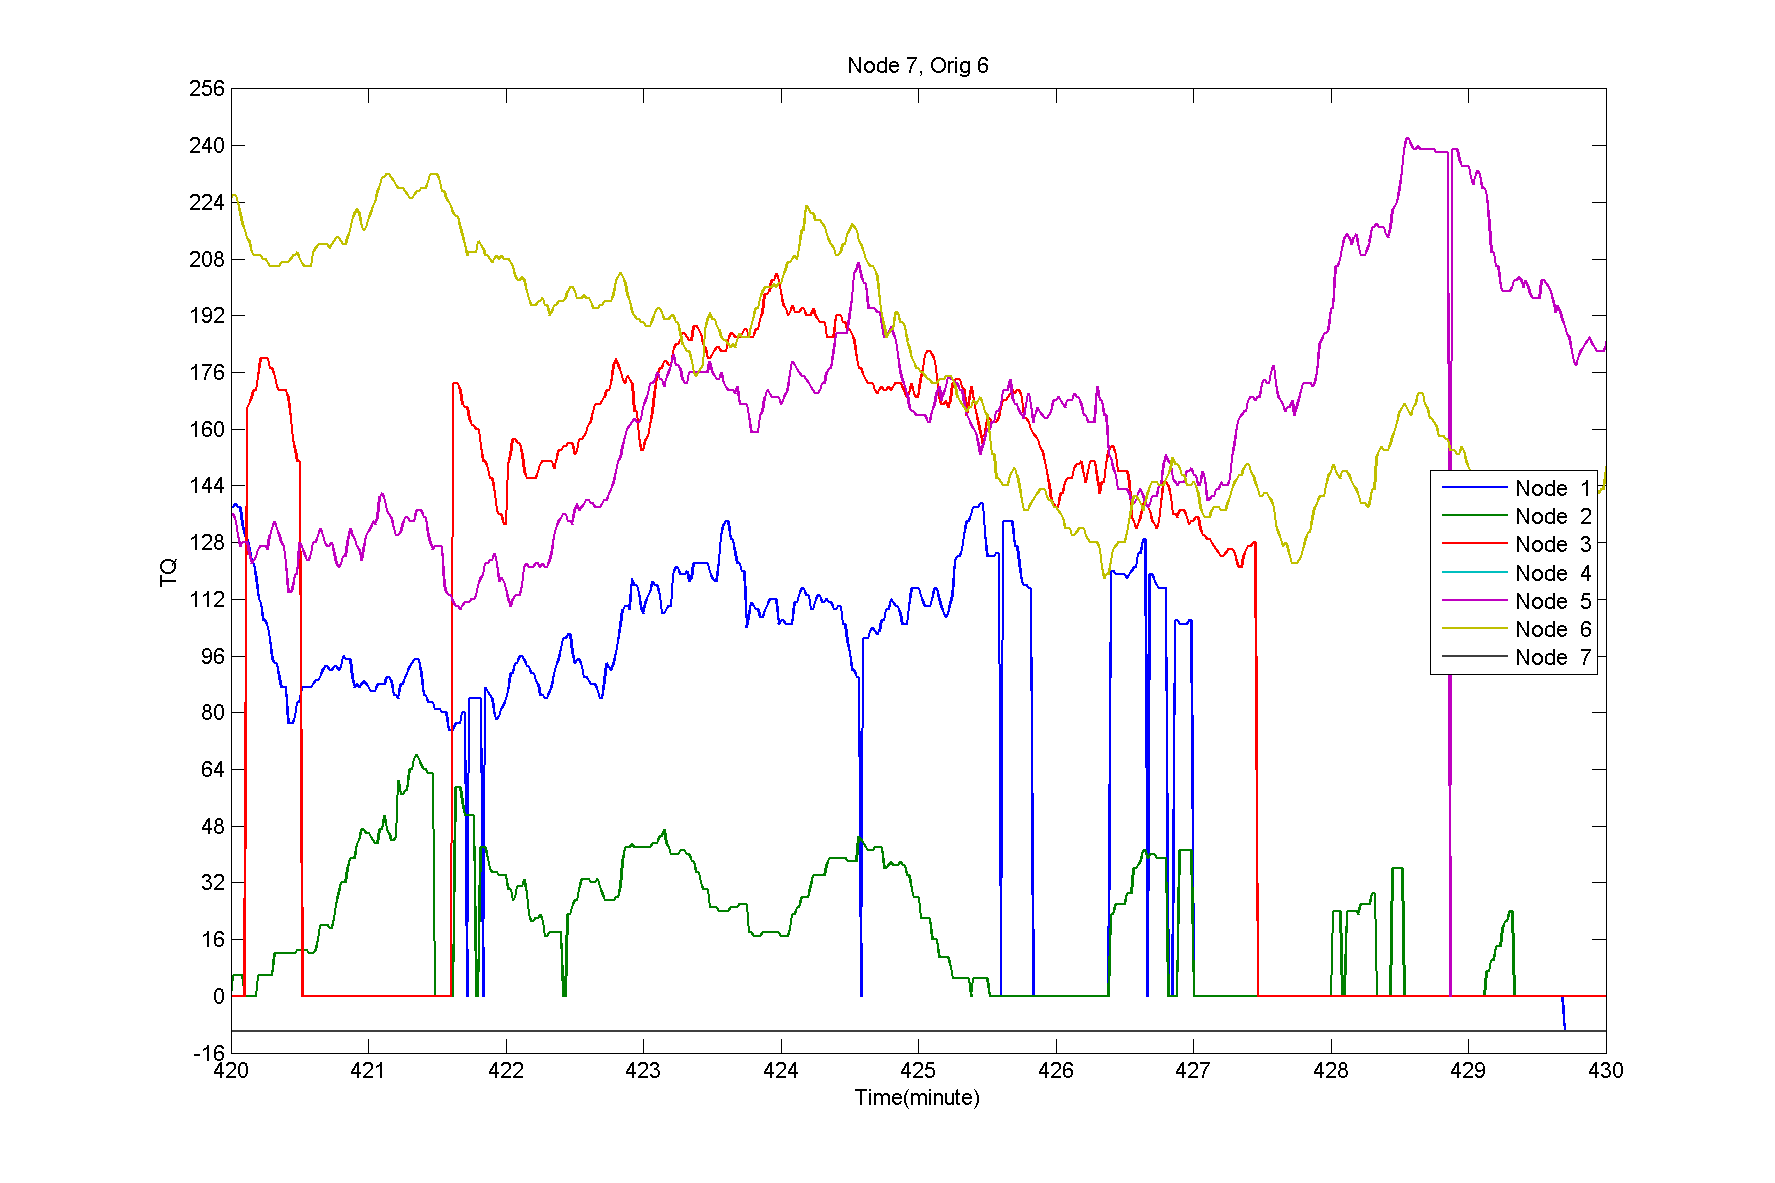 Node 7, Orig 6
256
240
224
208
192
176
160
144
128
112
96
80
64
48
32
16
0
-16
TQ
420 421 422 423 424 425 426 427 428 429 430
Time(minute)
Node 1
Node 2
Node 3
Node 4
Node 5
Node 6
Node 7